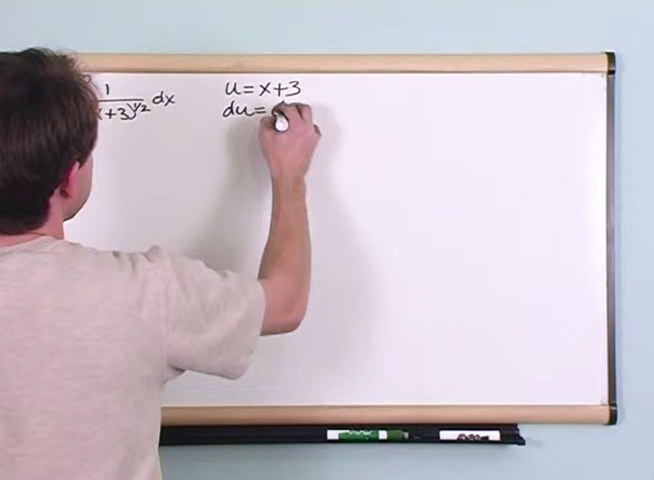 1
+3)^1/2 dx
u = x+3
du =